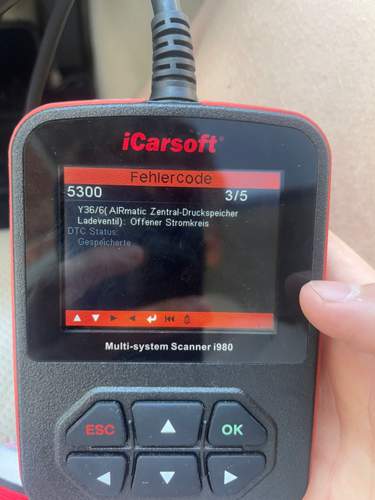 iCarsoft®
Fehlercode
5300 3/5
Y36/6( AIRmatic Zentral-Druckspeicher
Ladeventil): Offener Stromkreis
DTC Status:
Gespeicherte
Multi-system Scanner i980
ESC
OK